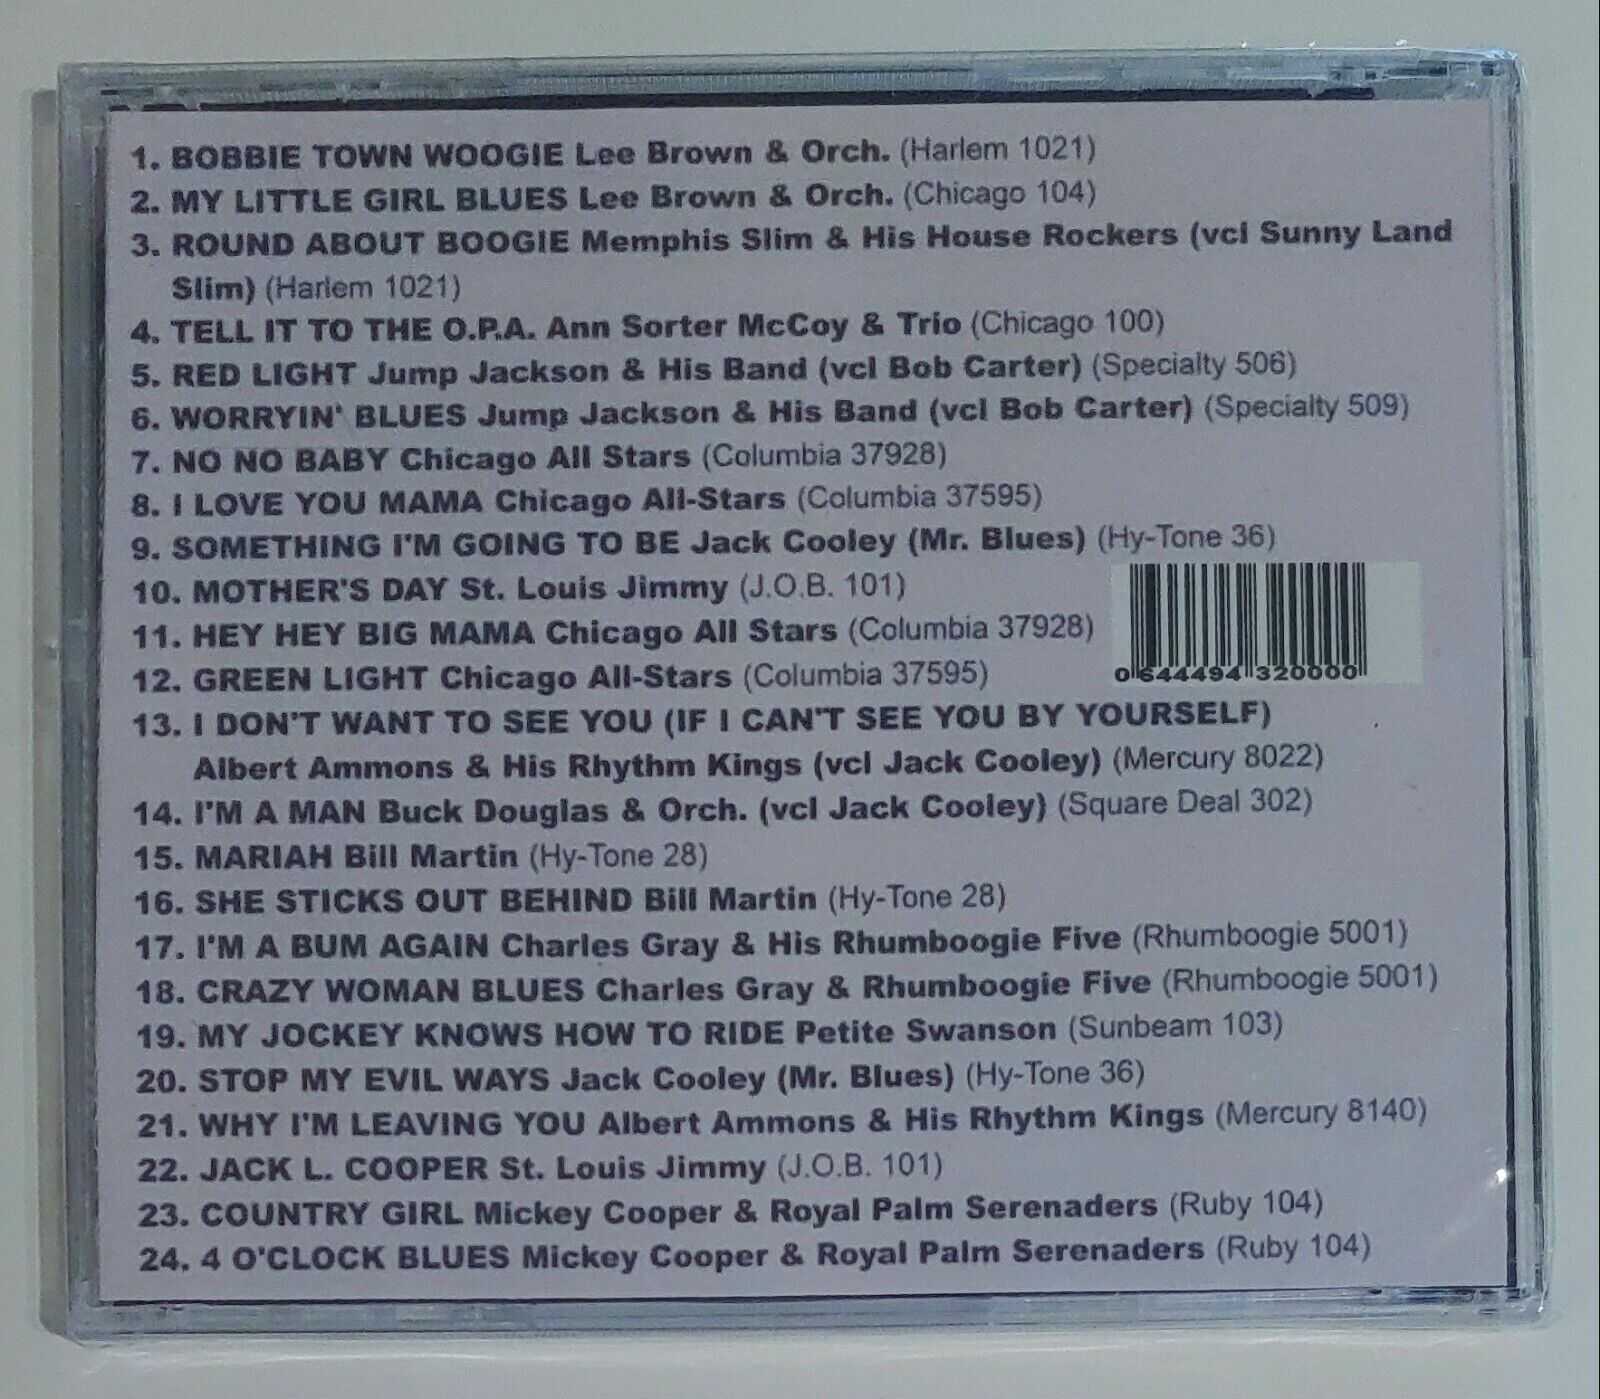 1. BOBBIE TOWN WOOGIE Lee Brown & Orch. (Harlem 1021)
2. MY LITTLE GIRL BLUES Lee Brown & Orch. (Chicago 104)
3. ROUND ABOUT BOOGIE Memphis Slim & His House Rockers (vcl Sunny Land
Slim) (Harlem 1021)
4. TELL IT TO THE O.P.A. Ann Sorter McCoy & Trio (Chicago 100)
5. RED LIGHT Jump Jackson & His Band (vcl Bob Carter) (Specialty 506)
6. WORRYIN' BLUES Jump Jackson & His Band (vcl Bob Carter) (Specialty 509)
7. NO NO BABY Chicago All Stars (Columbia 37928)
8. I LOVE YOU MAMA Chicago All-Stars (Columbia 37595)
9. SOMETHING I'M GOING TO BE Jack Cooley (Mr. Blues) (Hy-Tone 36)
10. MOTHER'S DAY St. Louis Jimmy (J.O.B. 101)
11. HEY HEY BIG MAMA Chicago All Stars (Columbia 37928)
12. GREEN LIGHT Chicago All-Stars (Columbia 37595)
0 644494 320000
13. I DON'T WANT TO SEE YOU (IF I CAN'T SEE YOU BY YOURSELF)
Albert Ammons & His Rhythm Kings (vcl Jack Cooley) (Mercury 8022)
14. I'M A MAN Buck Douglas & Orch. (vcl Jack Cooley) (Square Deal 302)
15. MARIAH Bill Martin (Hy-Tone 28)
16. SHE STICKS OUT BEHIND Bill Martin (Hy-Tone 28)
17. I'M A BUM AGAIN Charles Gray & His Rhumboogie Five (Rhumboogie 5001)
18. CRAZY WOMAN BLUES Charles Gray & Rhumboogie Five (Rhumboogie 5001)
19. MY JOCKEY KNOWS HOW TO RIDE Petite Swanson (Sunbeam 103)
20. STOP MY EVIL WAYS Jack Cooley (Mr. Blues) (Hy-Tone 36)
21. WHY I'M LEAVING YOU Albert Ammons & His Rhythm Kings (Mercury 8140)
22. JACK L. COOPER St. Louis Jimmy (J.O.B. 101)
23. COUNTRY GIRL Mickey Cooper & Royal Palm Serenaders (Ruby 104)
24. 4 O'CLOCK BLUES Mickey Cooper & Royal Palm Serenaders (Ruby 104)